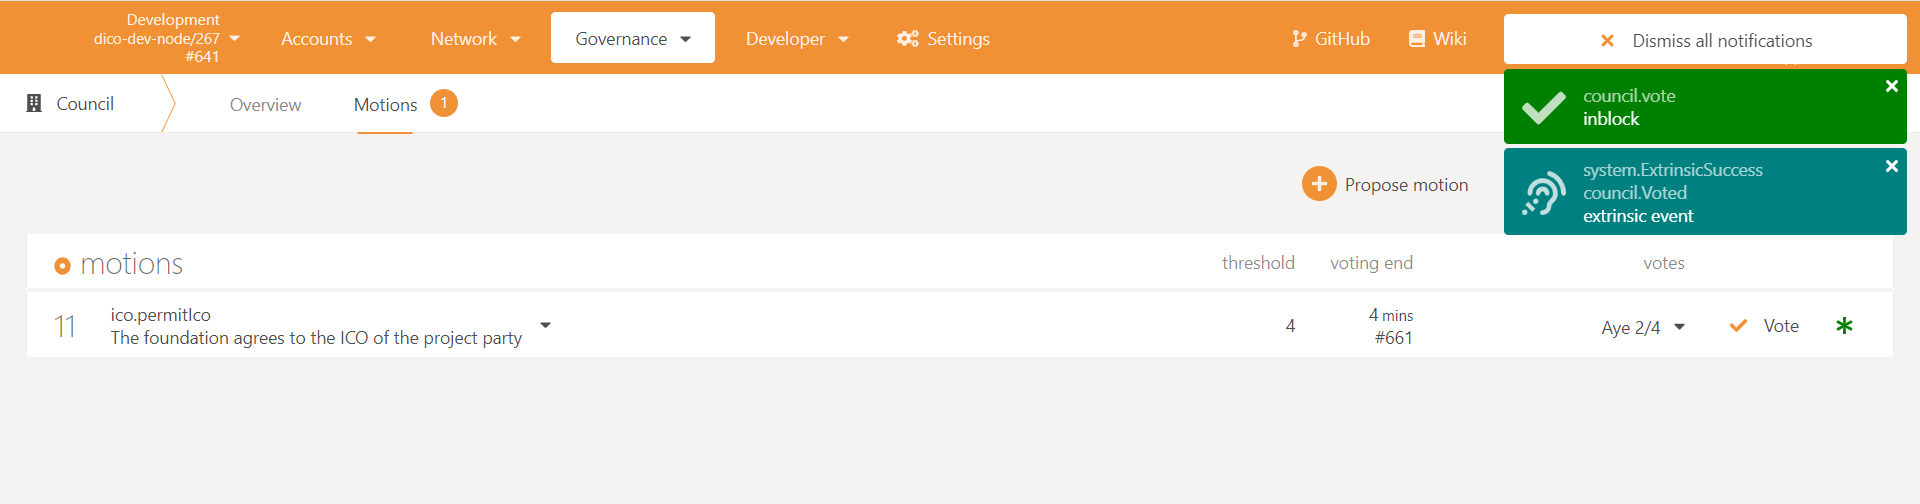 Development
dico-dev-node/267
#641
Accounts
Network
Governance
Developer
Settings
GitHub
Wiki
Dismiss all notifications
Council
Overview
Motions
1
council.vote
inblock
system.ExtrinsicSuccess
council.Voted
extrinsic event
Propose motion
motions
threshold
voting end
votes
11
ico.permitIco
The foundation agrees to the ICO of the project party
4
4 mins
#661
Aye 2/4
Vote